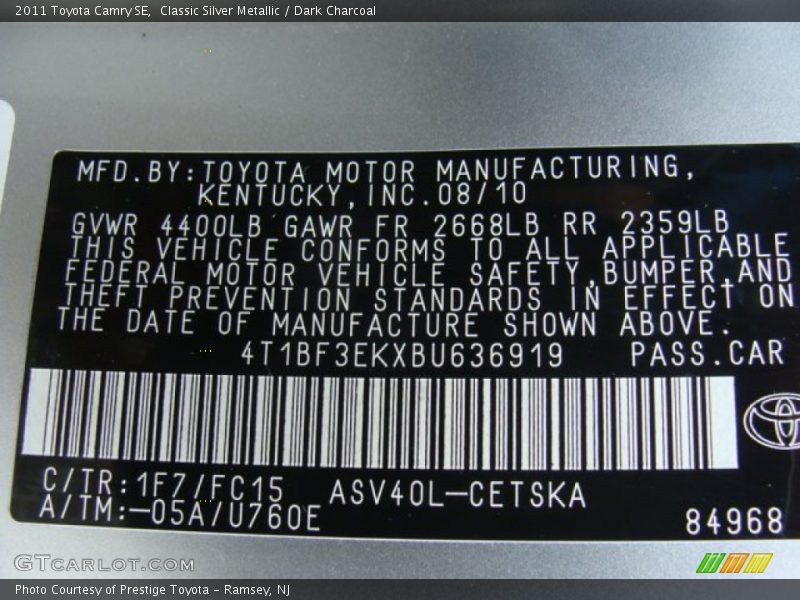 2011 Toyota Camry SE, Classic Silver Metallic / Dark Charcoal
MFD.BY:TOYOTA MOTOR MANUFACTURING,
KENTUCKY,INC.08/10
GVWR 4400LB GAWR FR 2668LB RR 2359LB
THIS VEHICLE CONFORMS TO ALL APPLICABLE
FEDERAL MOTOR VEHICLE SAFETY,BUMPER,AND
THEFT PREVENTION STANDARDS IN EFFECT ON
THE DATE OF MANUFACTURE SHOWN ABOVE.
4T1BF3EKXBU636919 PASS.CAR
C/TR:1F7/FC15 ASV40L-CETSKA
A/TM:-05A/U760E
84968
GTCARLOT.COM
Photo Courtesy of Prestige Toyota - Ramsey, NJ